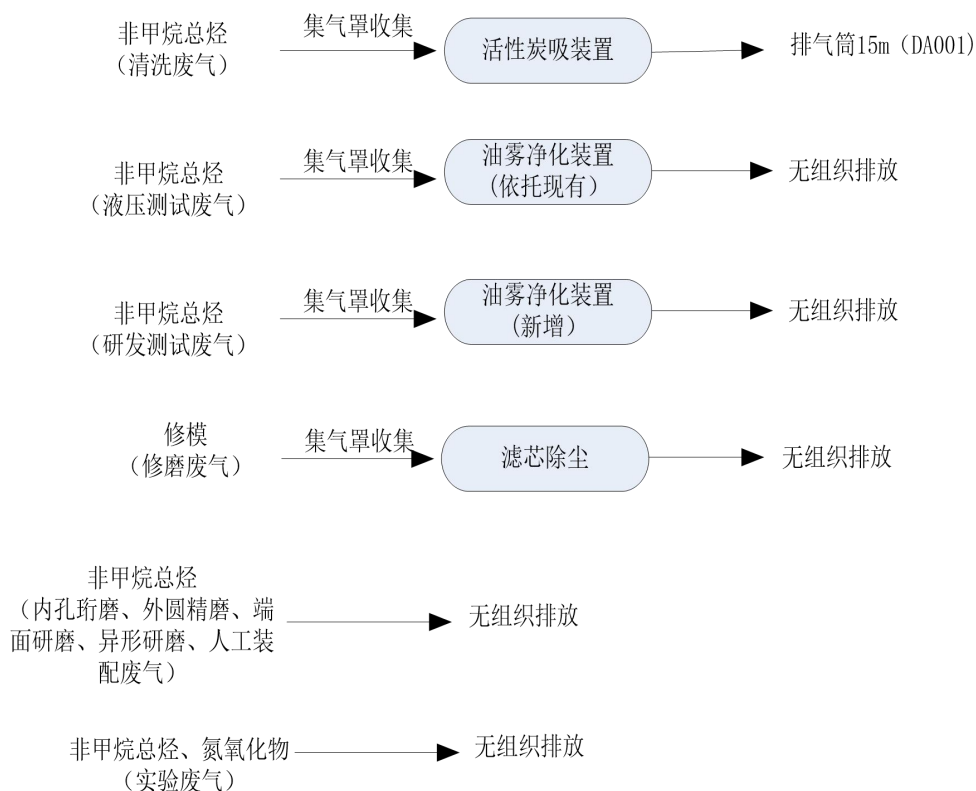 非甲烷总烃
（清洗废气）
集气罩收集
活性炭吸装置
排气筒15m（DA001）
非甲烷总烃
（液压测试废气）
集气罩收集
油雾净化装置
（依托现有）
无组织排放
非甲烷总烃
（研发测试废气）
集气罩收集
油雾净化装置
（新增）
无组织排放
修模
（修磨废气）
集气罩收集
滤芯除尘
无组织排放
非甲烷总烃
（内孔珩磨、外圆精磨、端
面研磨、异形研磨、人工装
配废气）
无组织排放
非甲烷总烃、氮氧化物
（实验废气）
无组织排放